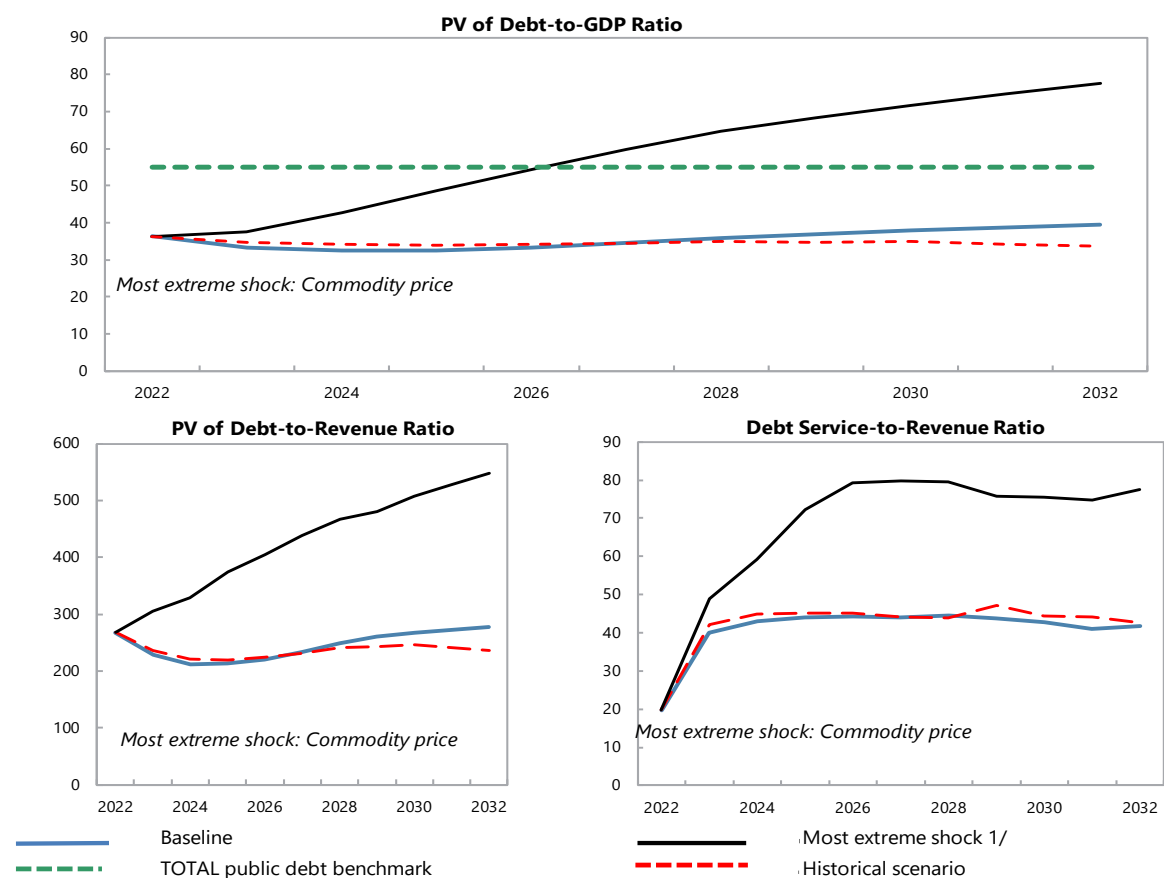 PV of Debt-to-GDP Ratio
90
80
70
60
50
40
30
20
10
0
Most extreme shock: Commodity price
2022 2024 2026 2028 2030 2032
PV of Debt-to-Revenue Ratio
600
500
400
300
200
100
0
Most extreme shock: Commodity price
2022 2024 2026 2028 2030 2032
Debt Service-to-Revenue Ratio
90
80
70
60
50
40
30
20
10
0
Most extreme shock: Commodity price
2022 2024 2026 2028 2030 2032
Baseline
Most extreme shock 1/
TOTAL public debt benchmark
Historical scenario